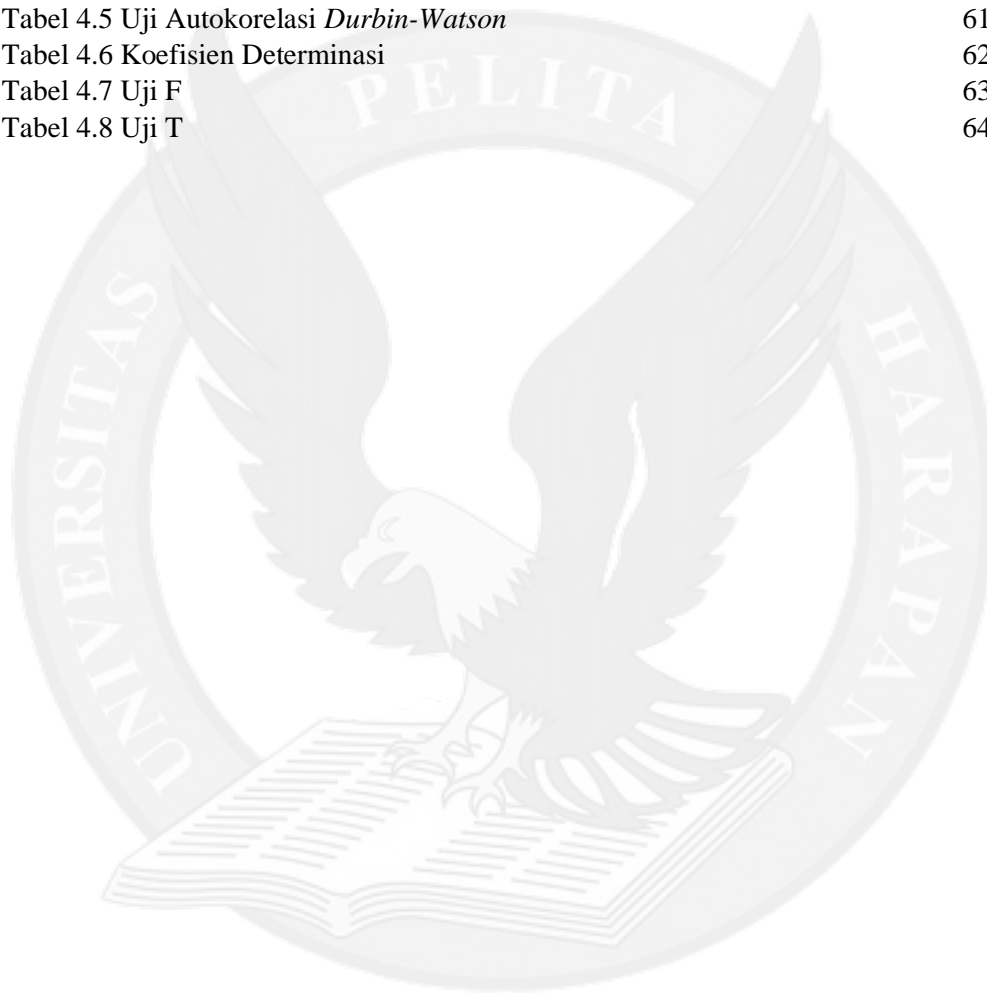 Tabel 4.5 Uji Autokorelasi Durbin-Watson 61
Tabel 4.6 Koefisien Determinasi 62
Tabel 4.7 Uji F 63
Tabel 4.8 Uji T 64
UNIVERSITAS PELITA HARAPAN